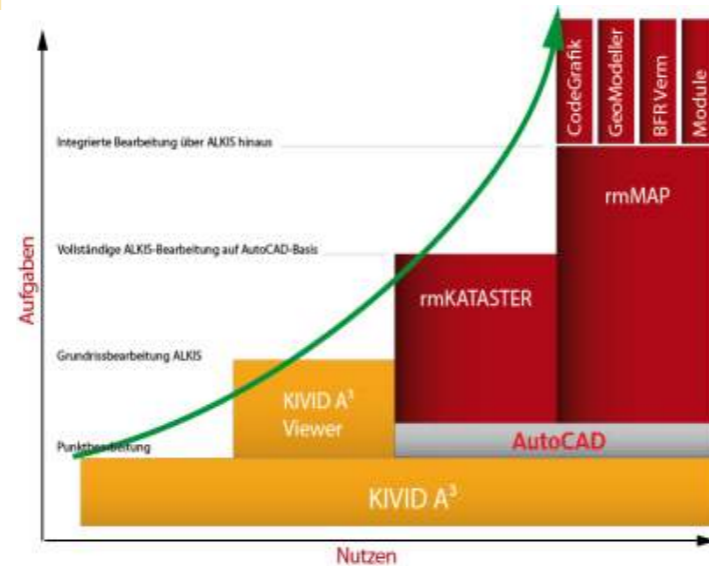 CodeGrafik
GeoModeller
BFR Verm
Module
Integrierte Bearbeitung über ALKIS hinaus
rmMAP
Vollständige ALKIS-Bearbeitung auf AutoCAD-Basis
rmKATASTER
Aufgaben
Grundrissbearbeitung ALKIS
KIVID A³
Viewer
Punktbearbeitung
AutoCAD
KIVID A³
Nutzen